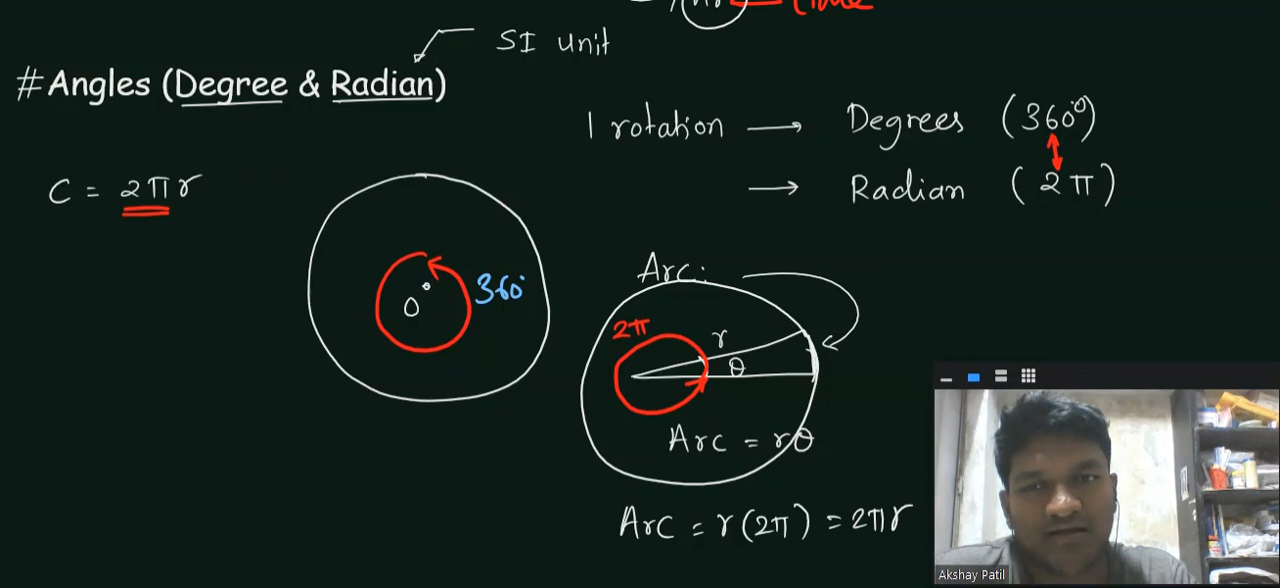 Time
SI unit
# Angles (Degree & Radian)
1 rotation → Degrees (360°)
→ Radian (2π)
C = 2πr
O
360°
Arc:
2π
r
θ
Arc = rθ
Arc = r(2π) = 2πr
Akshay Patil